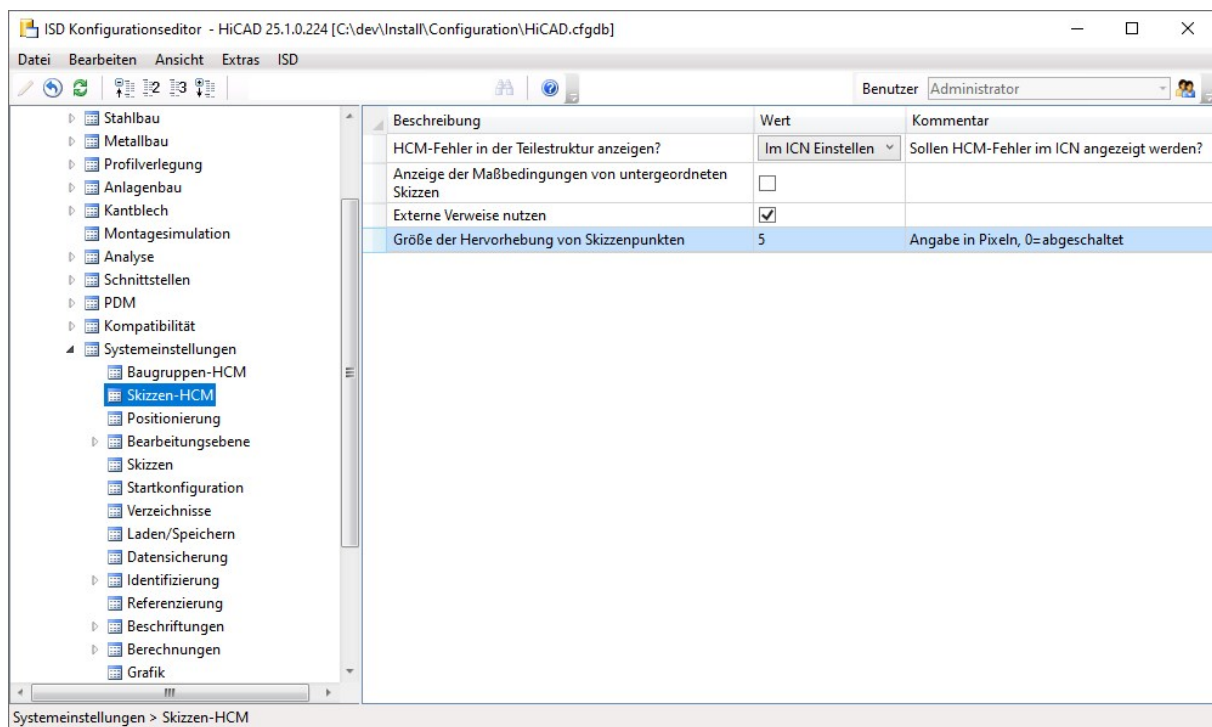 ISD Konfigurationseditor - HiCAD 25.1.0.224 [C:\dev\Install\Configuration\HiCAD.cfgdb]
Datei Bearbeiten Ansicht Extras ISD
2 3 Benutzer Administrator
Stahlbau
Metallbau
Profilverlegung
Anlagenbau
Kantblech
Montagesimulation
Analyse
Schnittstellen
PDM
Kompatibilität
Systemeinstellungen
Baugruppen-HCM
Skizzen-HCM
Positionierung
Bearbeitungsebene
Skizzen
Startkonfiguration
Verzeichnisse
Laden/Speichern
Datensicherung
Identifizierung
Referenzierung
Beschriftungen
Berechnungen
Grafik
Beschreibung Wert Kommentar
HCM-Fehler in der Teilestruktur anzeigen? Im ICN Einstellen Sollen HCM-Fehler im ICN angezeigt werden?
Anzeige der Maßbedingungen von untergeordneten
Skizzen
Externe Verweise nutzen
Größe der Hervorhebung von Skizzenpunkten 5 Angabe in Pixeln, 0=abgeschaltet
Systemeinstellungen > Skizzen-HCM